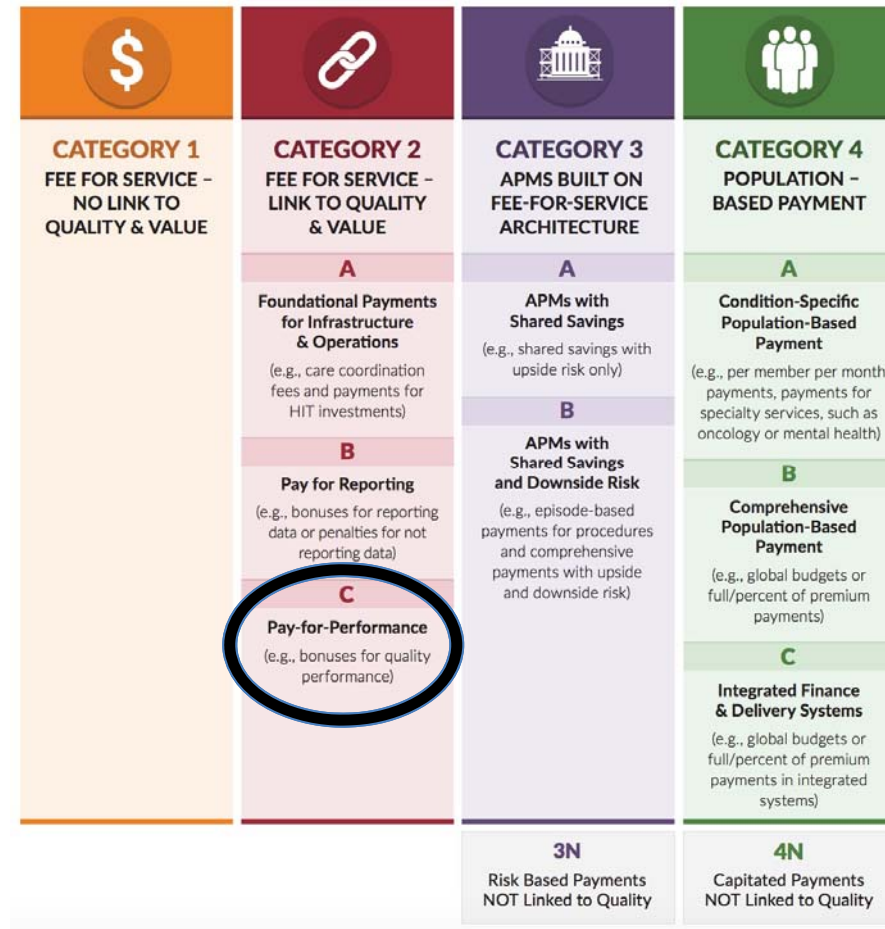 $
CATEGORY 1
FEE FOR SERVICE –
NO LINK TO
QUALITY & VALUE
CATEGORY 2
FEE FOR SERVICE –
LINK TO QUALITY
& VALUE
A
Foundational Payments
for Infrastructure
& Operations
(e.g., care coordination
fees and payments for
HIT investments)
B
Pay for Reporting
(e.g., bonuses for reporting
data or penalties for not
reporting data)
C
Pay-for-Performance
(e.g., bonuses for quality
performance)
CATEGORY 3
APMS BUILT ON
FEE-FOR-SERVICE
ARCHITECTURE
A
APMs with
Shared Savings
(e.g., shared savings with
upside risk only)
B
APMs with
Shared Savings
and Downside Risk
(e.g., episode-based
payments for procedures
and comprehensive
payments with upside
and downside risk)
3N
Risk Based Payments
NOT Linked to Quality
CATEGORY 4
POPULATION –
BASED PAYMENT
A
Condition-Specific
Population-Based
Payment
(e.g., per member per month
payments, payments for
specialty services, such as
oncology or mental health)
B
Comprehensive
Population-Based
Payment
(e.g., global budgets or
full/percent of premium
payments)
C
Integrated Finance
& Delivery Systems
(e.g., global budgets or
full/percent of premium
payments in integrated
systems)
4N
Capitated Payments
NOT Linked to Quality